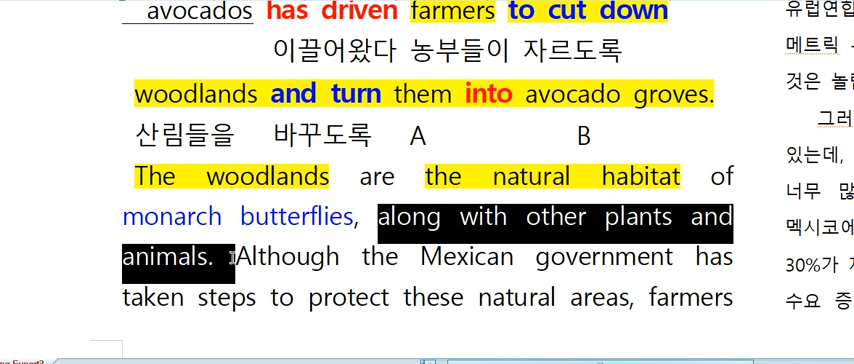 avocados has driven farmers to cut down
이끌어왔다 농부들이 자르도록
woodlands and turn them into avocado groves.
산림들을 바꾸도록 A B
The woodlands are the natural habitat of
monarch butterflies, along with other plants and
animals. Although the Mexican government has
taken steps to protect these natural areas, farmers
유럽연합
메트릭
것은 놀
그러
있는데,
너무 많
멕시코에
30%가
수요 증